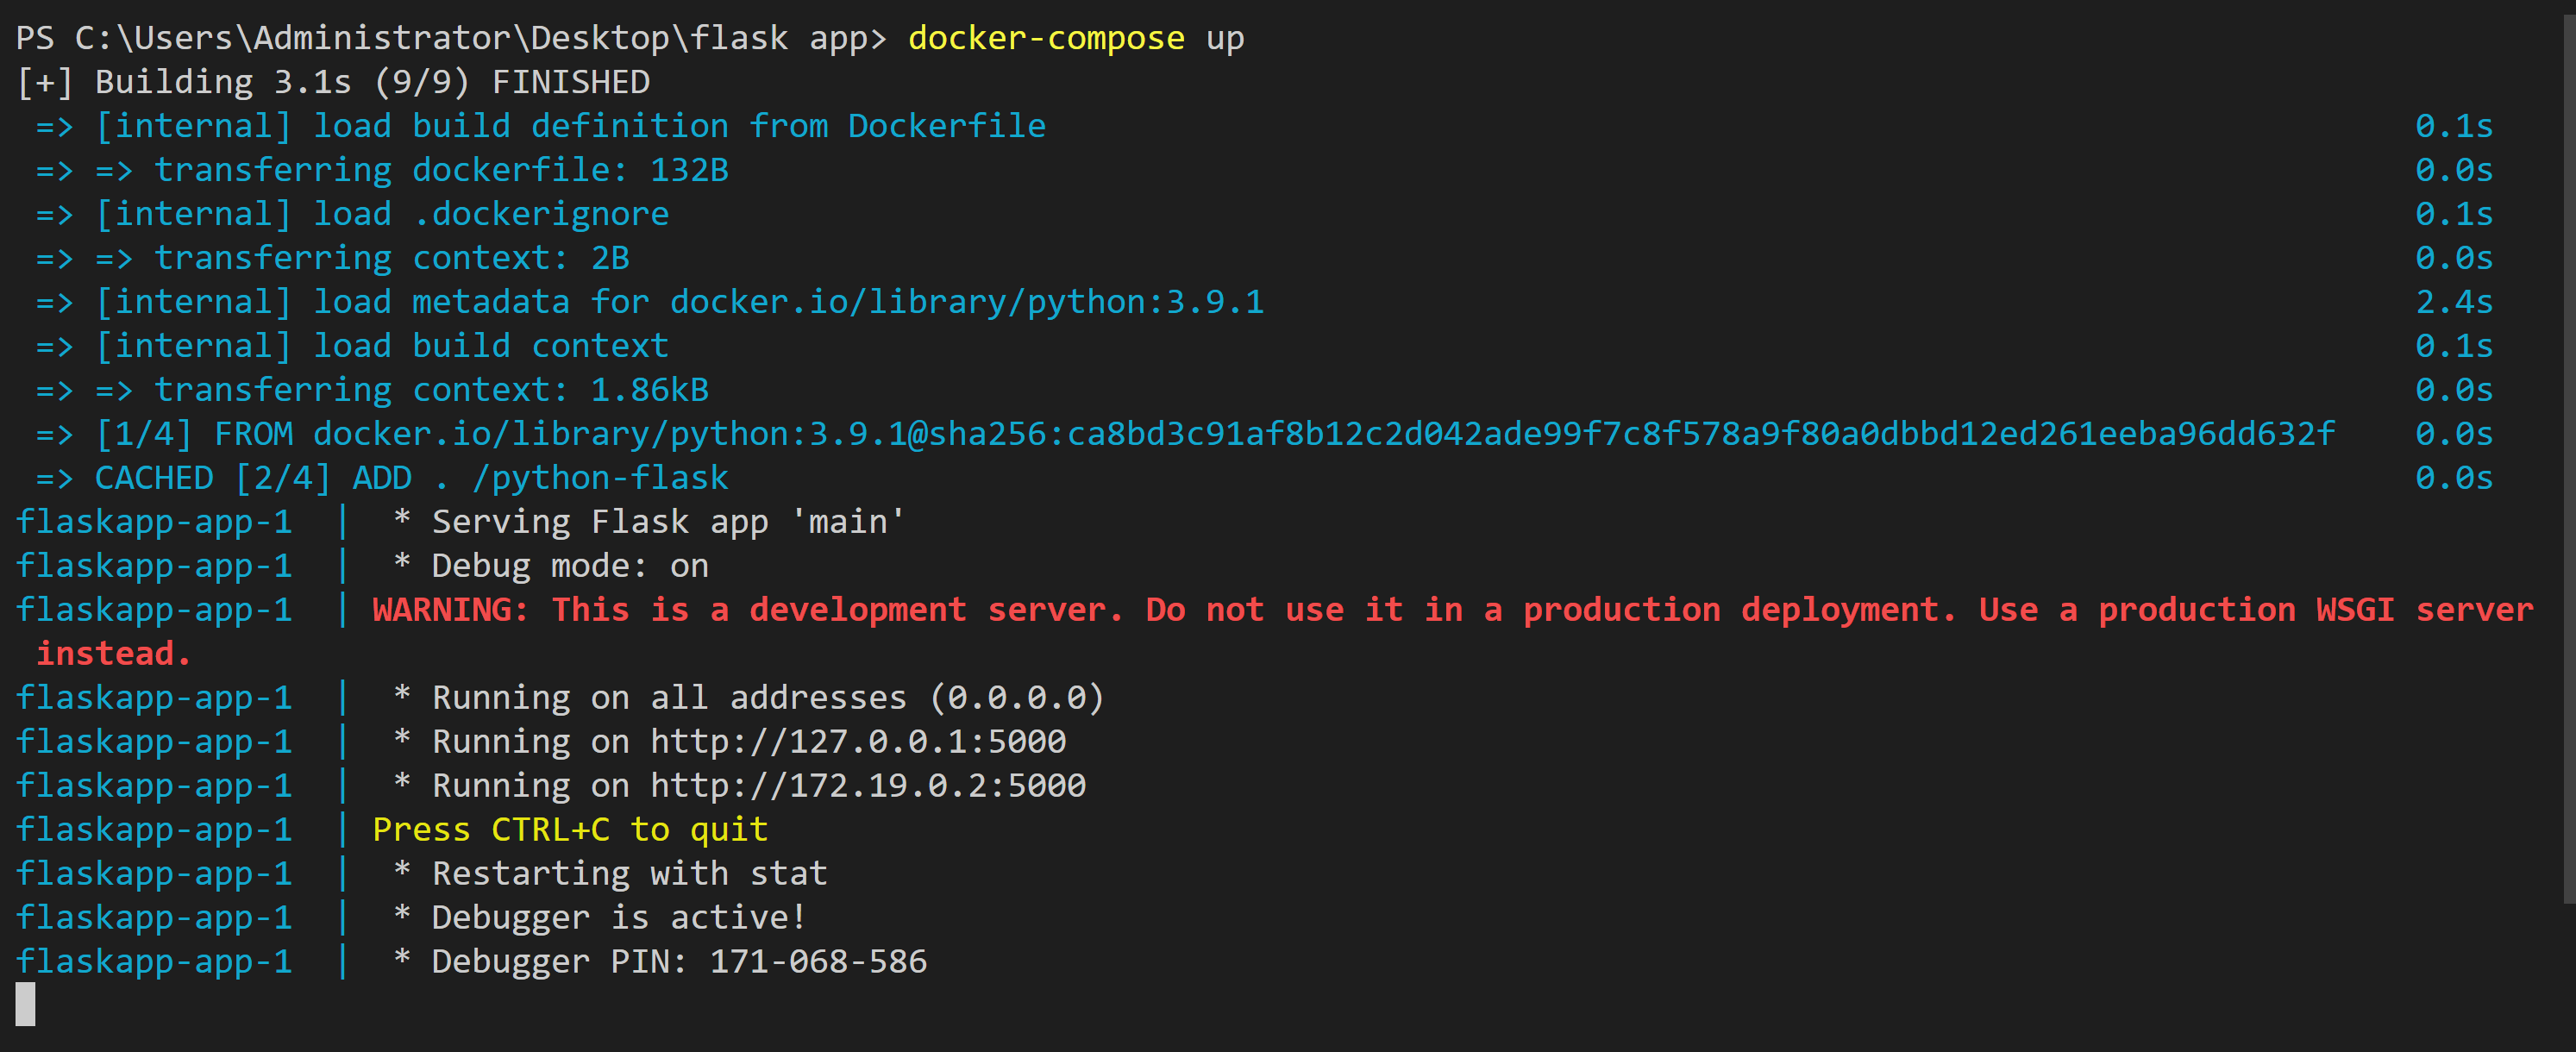 PS C:\Users\Administrator\Desktop\flask app> docker-compose up
[+] Building 3.1s (9/9) FINISHED
=> [internal] load build definition from Dockerfile 0.1s
=> => transferring dockerfile: 132B 0.0s
=> [internal] load .dockerignore 0.1s
=> => transferring context: 2B 0.0s
=> [internal] load metadata for docker.io/library/python:3.9.1 2.4s
=> [internal] load build context 0.1s
=> => transferring context: 1.86kB 0.0s
=> [1/4] FROM docker.io/library/python:3.9.1@sha256:ca8bd3c91af8b12c2d042ade99f7c8f578a9f80a0dbbd12ed261eeba96dd632f 0.0s
=> CACHED [2/4] ADD . /python-flask 0.0s
flaskapp-app-1 | * Serving Flask app 'main'
flaskapp-app-1 | * Debug mode: on
flaskapp-app-1 | WARNING: This is a development server. Do not use it in a production deployment. Use a production WSGI server
instead.
flaskapp-app-1 | * Running on all addresses (0.0.0.0)
flaskapp-app-1 | * Running on http://127.0.0.1:5000
flaskapp-app-1 | * Running on http://172.19.0.2:5000
flaskapp-app-1 | Press CTRL+C to quit
flaskapp-app-1 | * Restarting with stat
flaskapp-app-1 | * Debugger is active!
flaskapp-app-1 | * Debugger PIN: 171-068-586